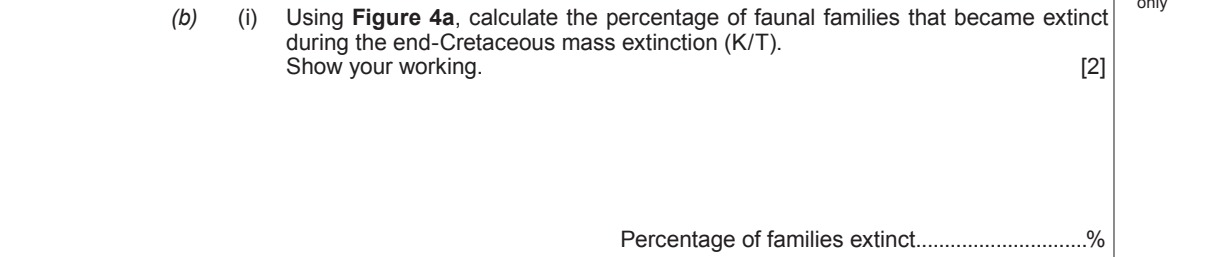 only
(b) (i) Using Figure 4a, calculate the percentage of faunal families that became extinct
during the end-Cretaceous mass extinction (K/T).
Show your working. [2]
Percentage of families extinct..............................%